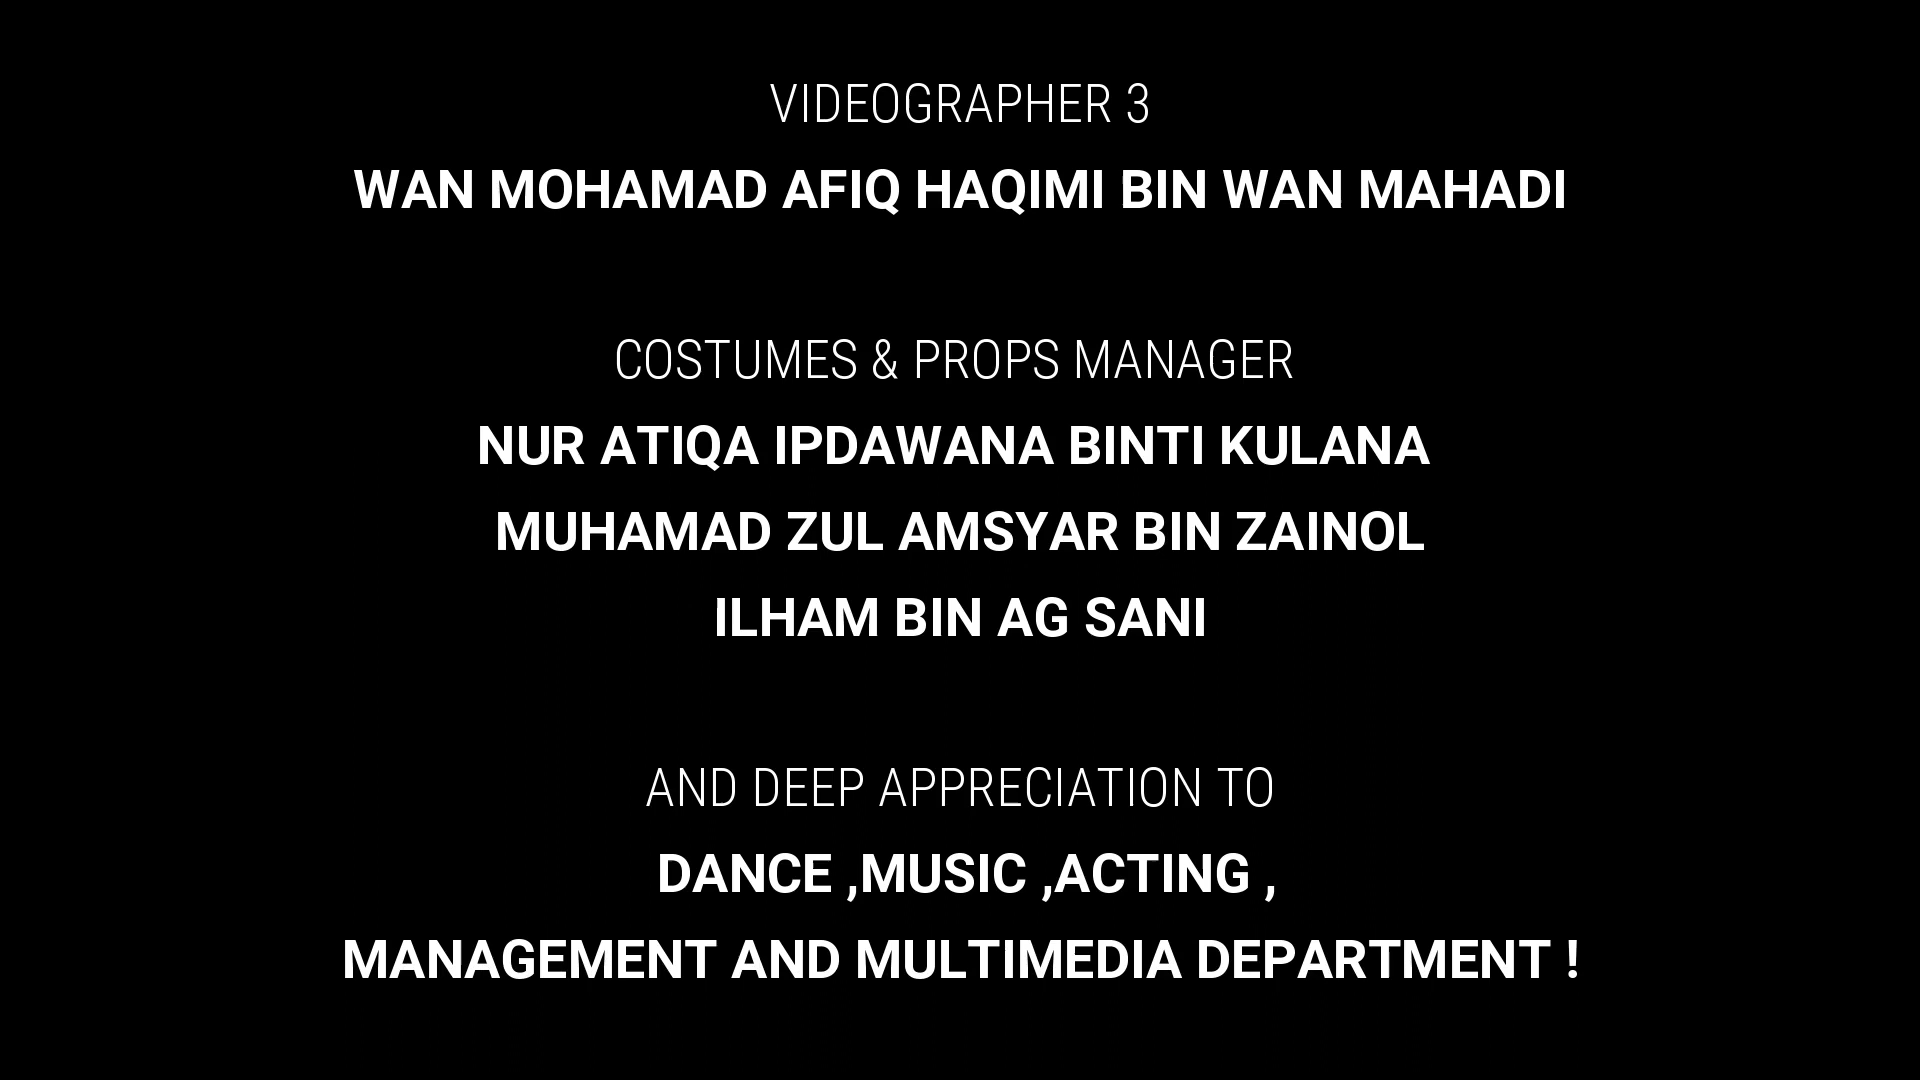 VIDEOGRAPHER 3
WAN MOHAMAD AFIQ HAQIMI BIN WAN MAHADI
COSTUMES & PROPS MANAGER
NUR ATIQA IPDAWANA BINTI KULANA
MUHAMAD ZUL AMSYAR BIN ZAINOL
ILHAM BIN AG SANI
AND DEEP APPRECIATION TO
DANCE ,MUSIC ,ACTING ,
MANAGEMENT AND MULTIMEDIA DEPARTMENT !